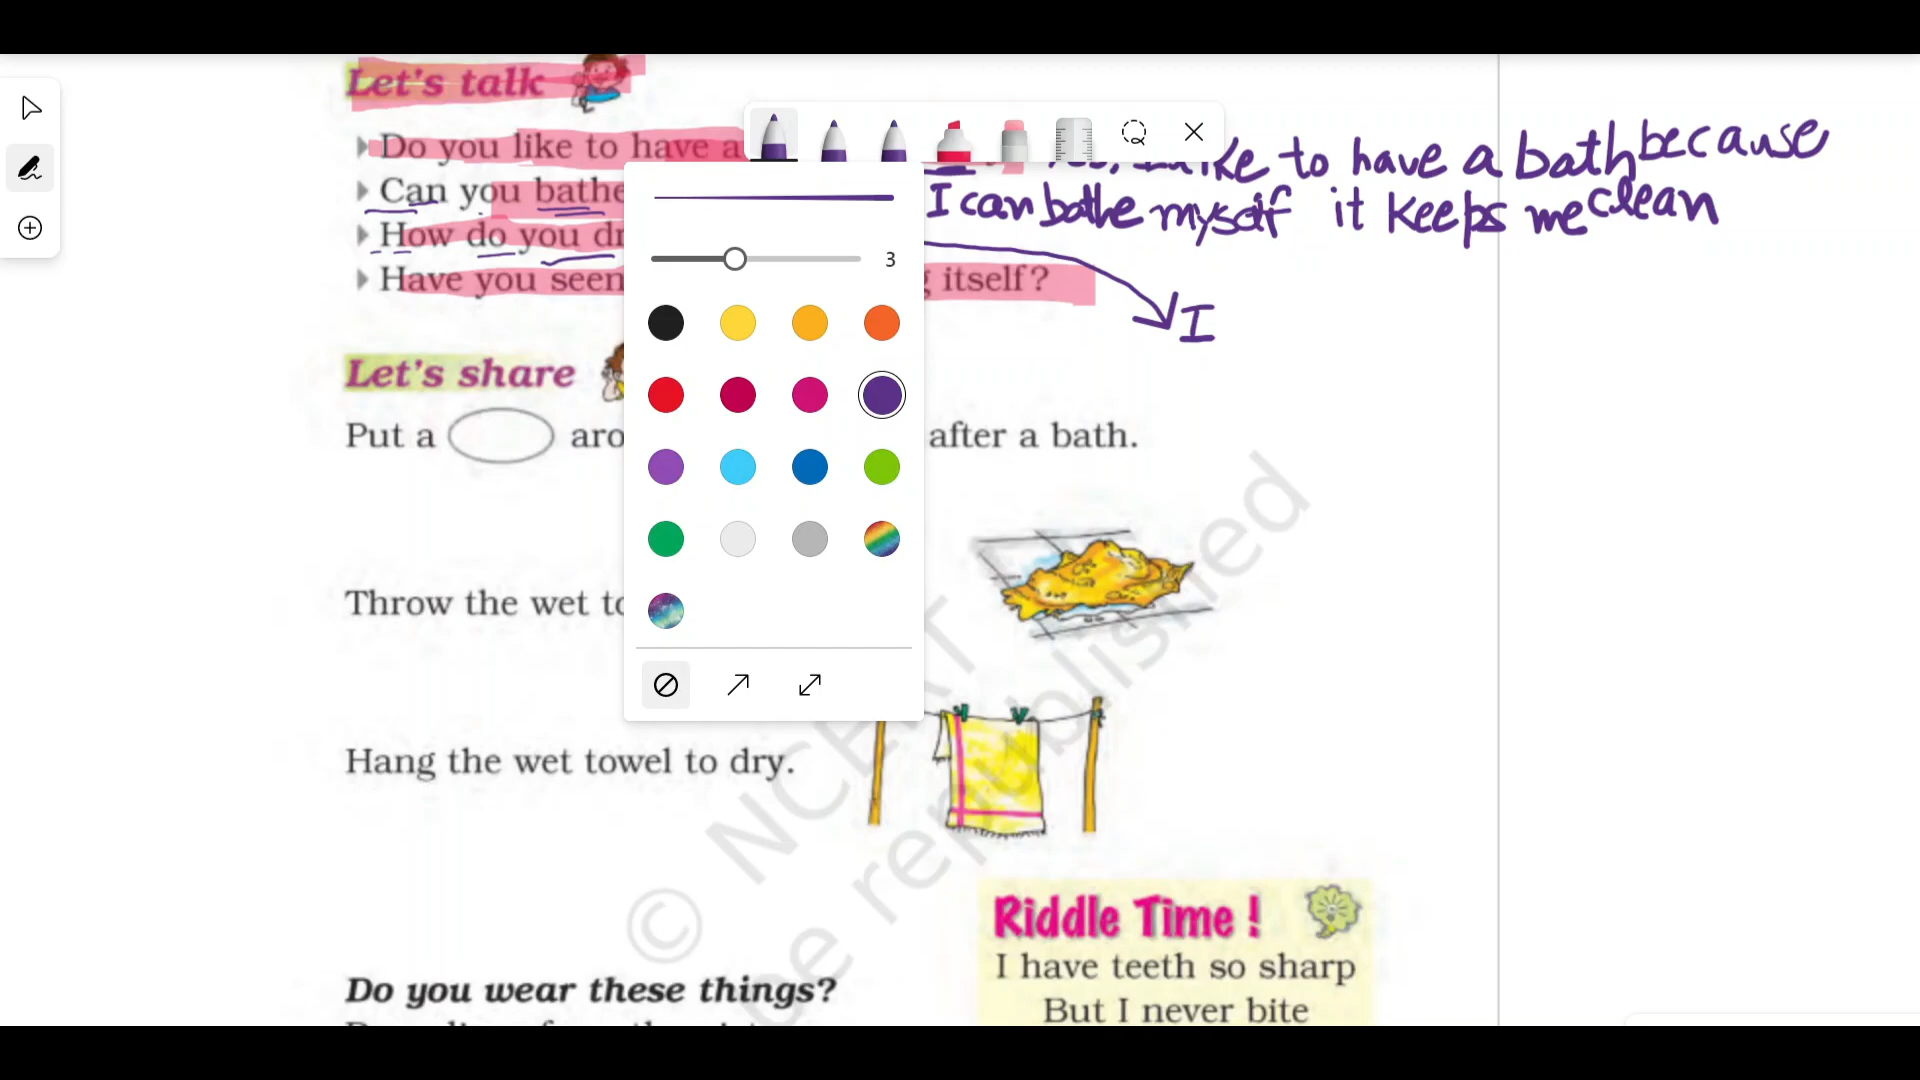 Let's talk
Do you like to have a
to have a bath because
Can you bathe
I can bathe myself it keeps me clean
How do you dr
Have you seen itself?
I
3
Let's share
Put a aro after a bath.
Throw the wet to
Hang the wet towel to dry.
© NCERT
be republished
Riddle Time !
I have teeth so sharp
But I never bite
Do you wear these things?